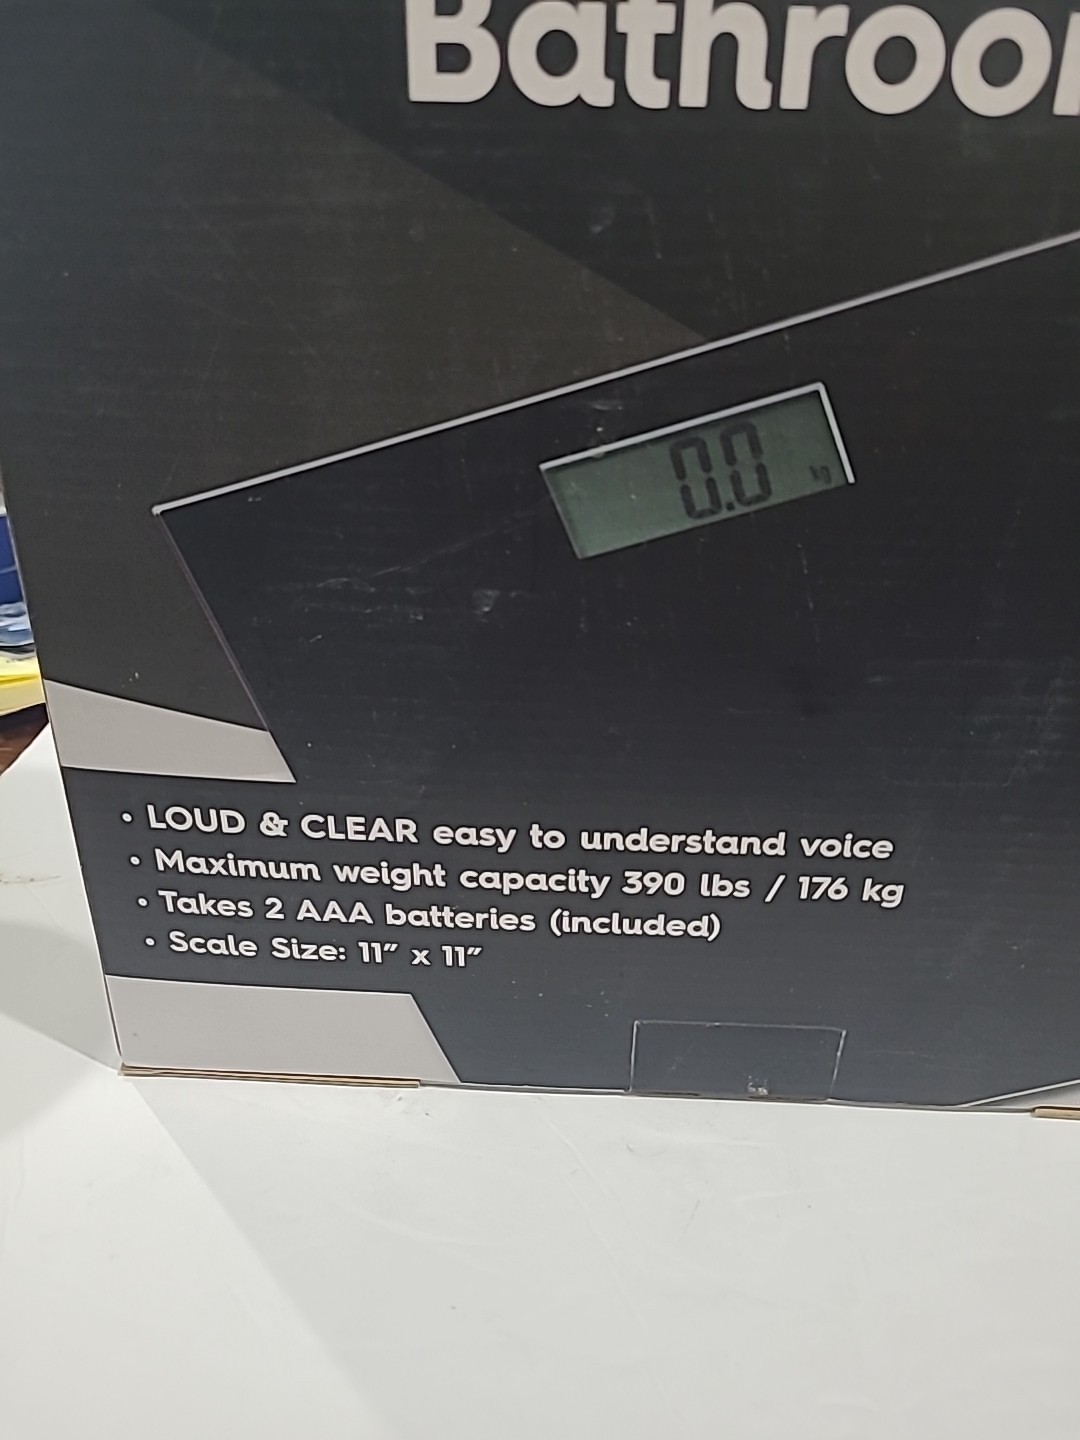 Bathroo
0.0 kg
• LOUD & CLEAR easy to understand voice
• Maximum weight capacity 390 lbs / 176 kg
• Takes 2 AAA batteries (included)
• Scale Size: 11" x 11"